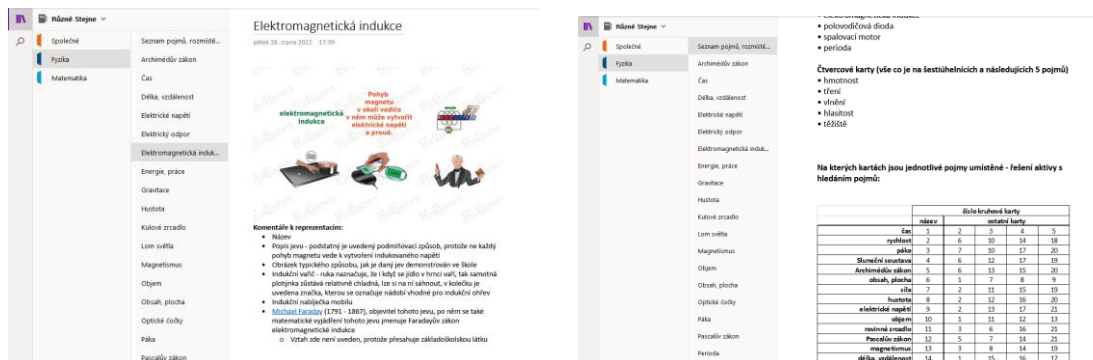 Různé Stejne
Společné
Fyzika
Matematika
Seznam pojmů, rozmístě...
Archimédův zákon
Čas
Délka, vzdálenost
Elektrické napětí
Elektrický odpor
Elektromagnetická induk...
Energie, práce
Gravitace
Hustota
Kulové zrcadlo
Lom světla
Magnetismus
Objem
Obsah, plocha
Optické čočky
Páka
Pascalův zákon
Elektromagnetická indukce
pátek 26. srpna 2022 17:39
elektromagnetická
indukce
Pohyb
magnetu
v okolí vodiče
v něm může vytvořit
elektrické napětí
a proud.
Komentáře k reprezentacím:
• Název
• Popis jevu - podstatný je uvedený podmiňovací způsob, protože ne každý
pohyb magnetu vede k vytvoření indukovaného napětí
• Obrázek typického způsobu, jak je daný jev demonstrován ve škole
• Indukční vařič - ruka naznačuje, že i když se jídlo v hrnci vaří, tak samotná
plotýnka zůstává relativně chladná, lze si na ni sáhnout, v kolečku je
uvedena značka, kterou se označuje nádobí vhodné pro indukční ohřev
• Indukční nabíječka mobilu
• Michael Faraday (1791 - 1867), objevitel tohoto jevu, po něm se také
matematické vyjádření tohoto jevu jmenuje Faradayův zákon
elektromagnetické indukce
o Vztah zde není uveden, protože přesahuje základoškolskou látku
Různé Stejne
Společné
Fyzika
Matematika
Seznam pojmů, rozmístě...
Archimédův zákon
Čas
Délka, vzdálenost
Elektrické napětí
Elektrický odpor
Elektromagnetická induk...
Energie, práce
Gravitace
Hustota
Kulové zrcadlo
Lom světla
Magnetismus
Objem
Obsah, plocha
Optické čočky
Páka
Pascalův zákon
Perioda
• elektromagnetická indukce
• polovodičová dioda
• spalovací motor
• perioda
Čtvercové karty (vše co je na šestiúhelnících a následujících 5 pojmů)
• hmotnost
• tření
• vlnění
• hlasitost
• těžiště
Na kterých kartách jsou jednotlivé pojmy umístěné - řešení aktivy s
hledáním pojmů:
číslo kruhové karty
název ostatní karty
čas 1 2 3 4 5
rychlost 2 6 10 14 18
páka 3 7 10 17 20
Sluneční soustava 4 6 12 17 19
Archimédův zákon 5 6 13 15 20
obsah, plocha 6 1 7 8 9
síla 7 2 11 15 19
hustota 8 2 12 16 20
elektrické napětí 9 2 13 17 21
objem 10 1 11 12 13
rovinné zrcadlo 11 3 6 16 21
Pascalův zákon 12 5 7 14 21
magnetismus 13 3 8 14 19
délka, vzdálenost 14 1 15 16 17